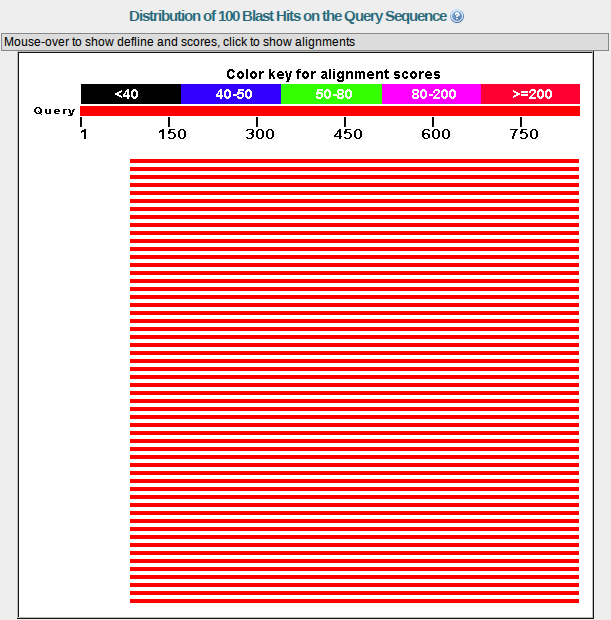 Distribution of 100 Blast Hits on the Query Sequence ?
Mouse-over to show defline and scores, click to show alignments
Color key for alignment scores
<40 40-50 50-80 80-200 >=200
Query
1 150 300 450 600 750